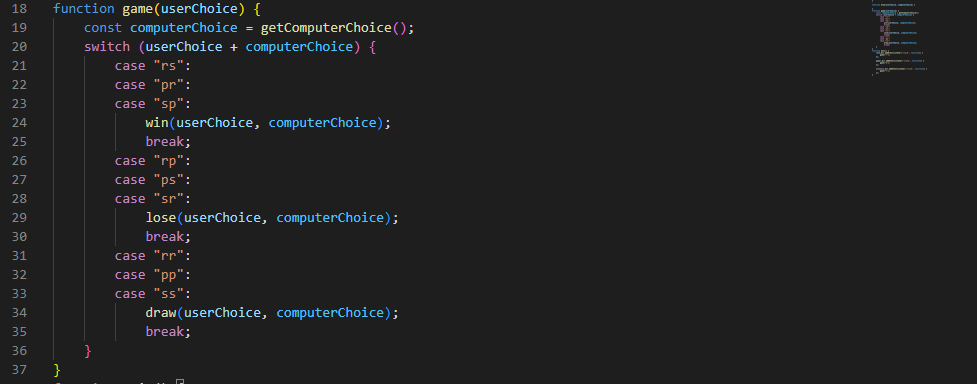 18 function game(userChoice) {
19 const computerChoice = getComputerChoice();
20 switch (userChoice + computerChoice) {
21 case "rs":
22 case "pr":
23 case "sp":
24 win(userChoice, computerChoice);
25 break;
26 case "rp":
27 case "ps":
28 case "sr":
29 lose(userChoice, computerChoice);
30 break;
31 case "rr":
32 case "pp":
33 case "ss":
34 draw(userChoice, computerChoice);
35 break;
36 }
37 }